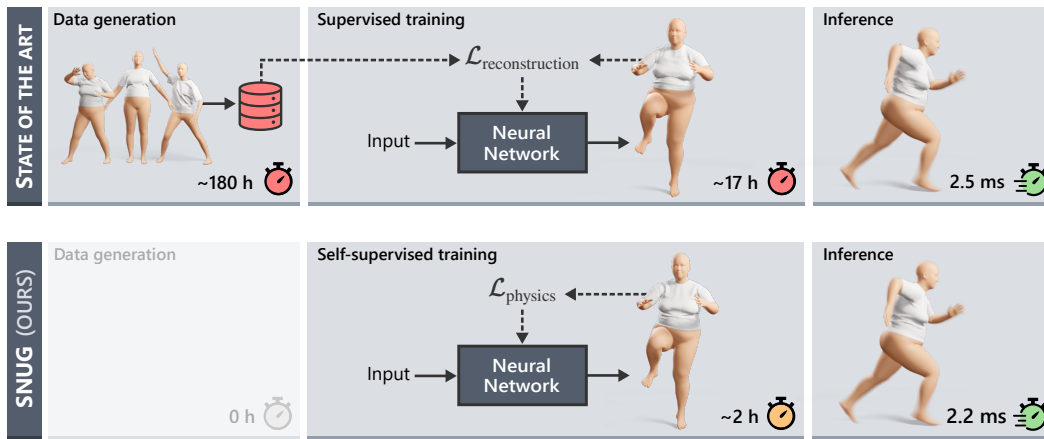 STATE OF THE ART
Data generation
~180 h
Supervised training
ℒreconstruction
Input
Neural
Network
~17 h
Inference
2.5 ms
SNUG (OURS)
Data generation
0 h
Self-supervised training
ℒphysics
Input
Neural
Network
~2 h
Inference
2.2 ms